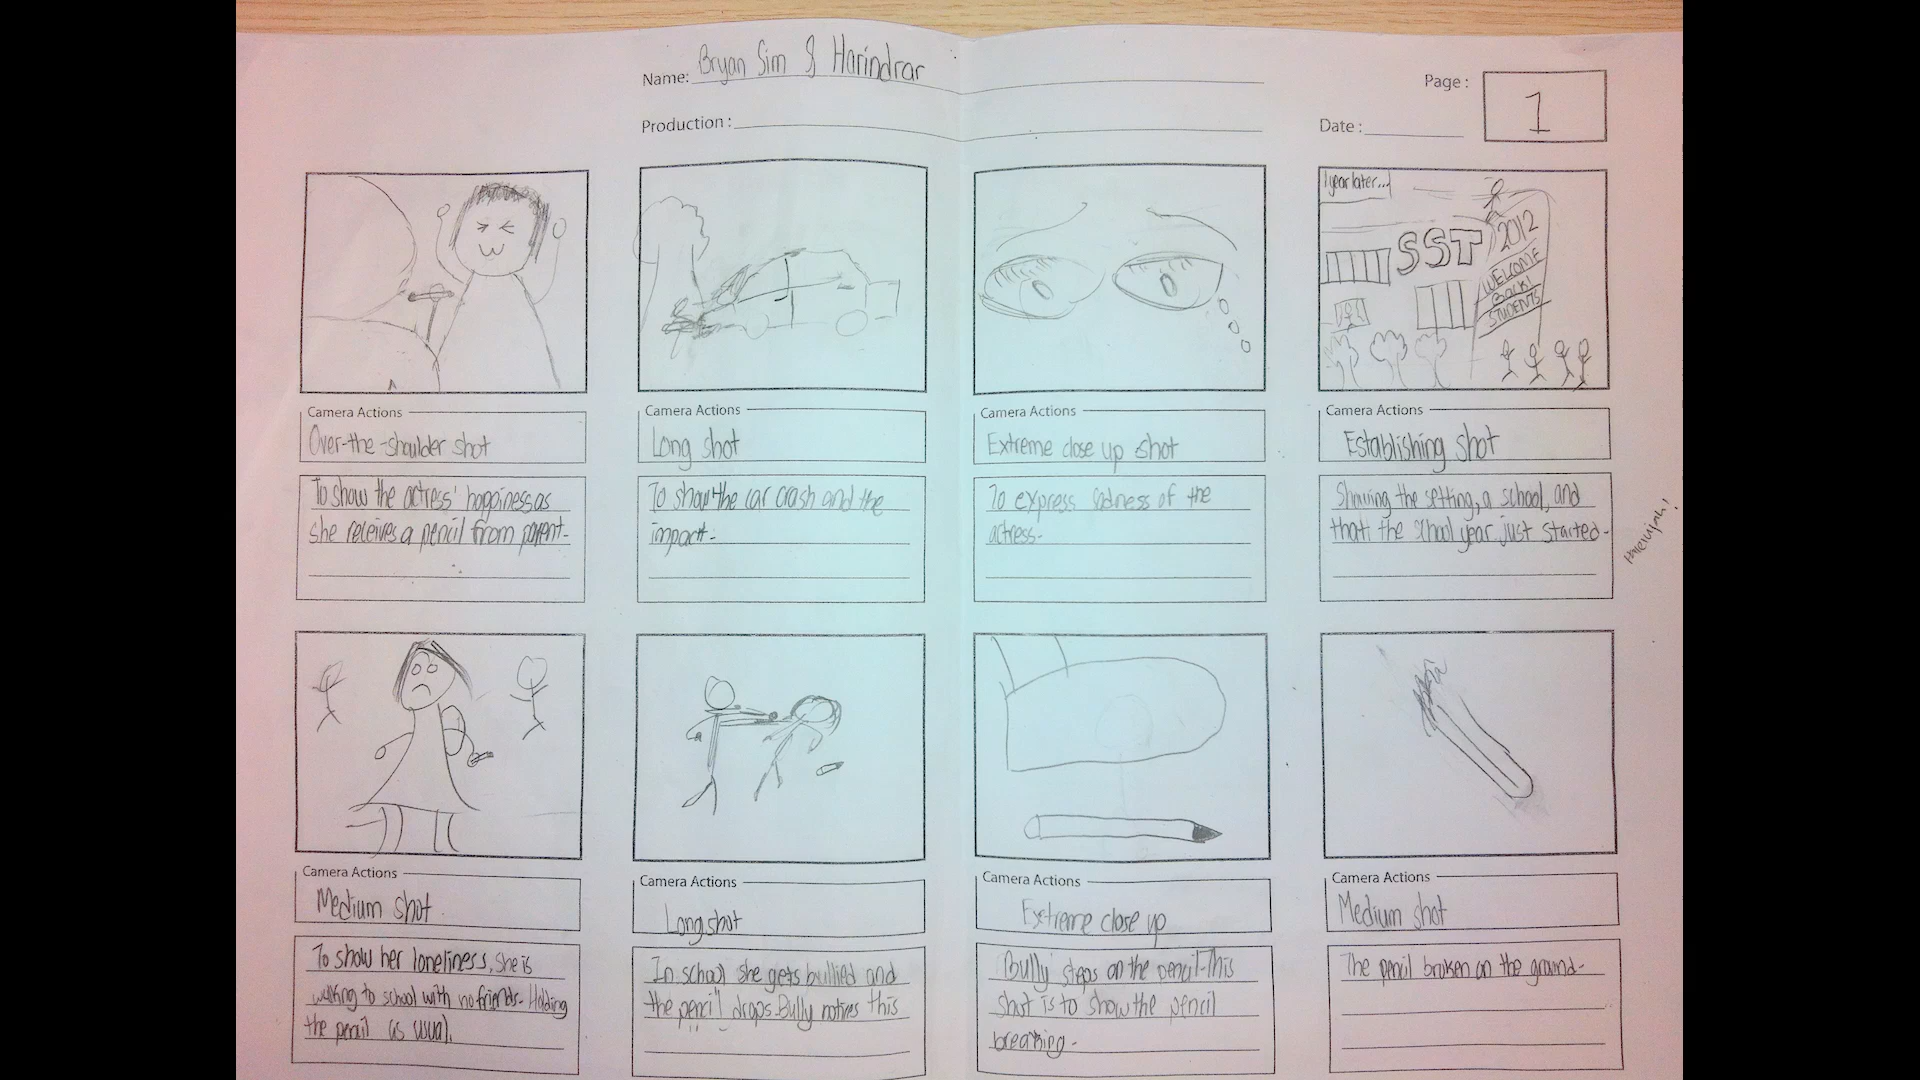 Name: Bryan Sim & Harindrar
Page :
1
Production :
Date :
1 year later...
SST
2012
WELCOME
BACK!
STUDENTS
Camera Actions
Over-the-shoulder shot
To show the actress' happiness as
she receives a pencil from parent.
Camera Actions
Long shot
To show the car crash and the
impact.
Camera Actions
Extreme close up shot
To express sadness of the
actress.
Camera Actions
Establishing shot
Showing the setting, a school, and
that the school year just started.
Halleluyah!
Camera Actions
Medium shot
To show her loneliness. She is
walking to school with no friends. Holding
the pencil as usual.
Camera Actions
Long shot
In school she gets bullied and
the pencil drops. Bully notices this
Camera Actions
Extreme close up
Bully steps on the pencil. This
shot is to show the pencil
breaking.
Camera Actions
Medium shot
The pencil broken on the ground.